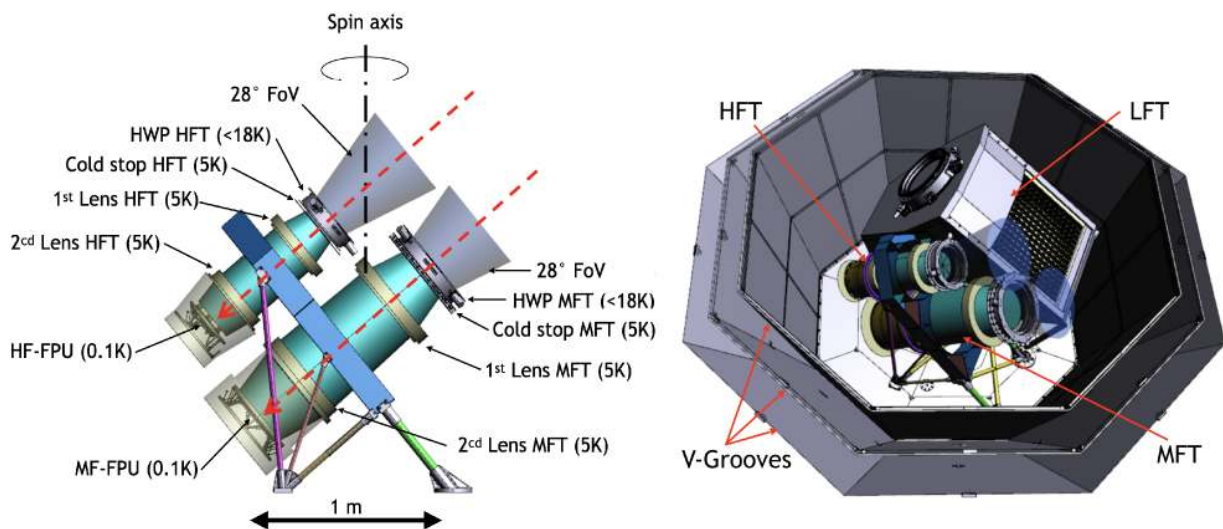 Spin axis
28° FoV
HWP HFT (<18K)
Cold stop HFT (5K)
1st Lens HFT (5K)
2cd Lens HFT (5K)
HF-FPU (0.1K)
MF-FPU (0.1K)
28° FoV
HWP MFT (<18K)
Cold stop MFT (5K)
1st Lens MFT (5K)
2cd Lens MFT (5K)
1 m
HFT
LFT
V-Grooves
MFT